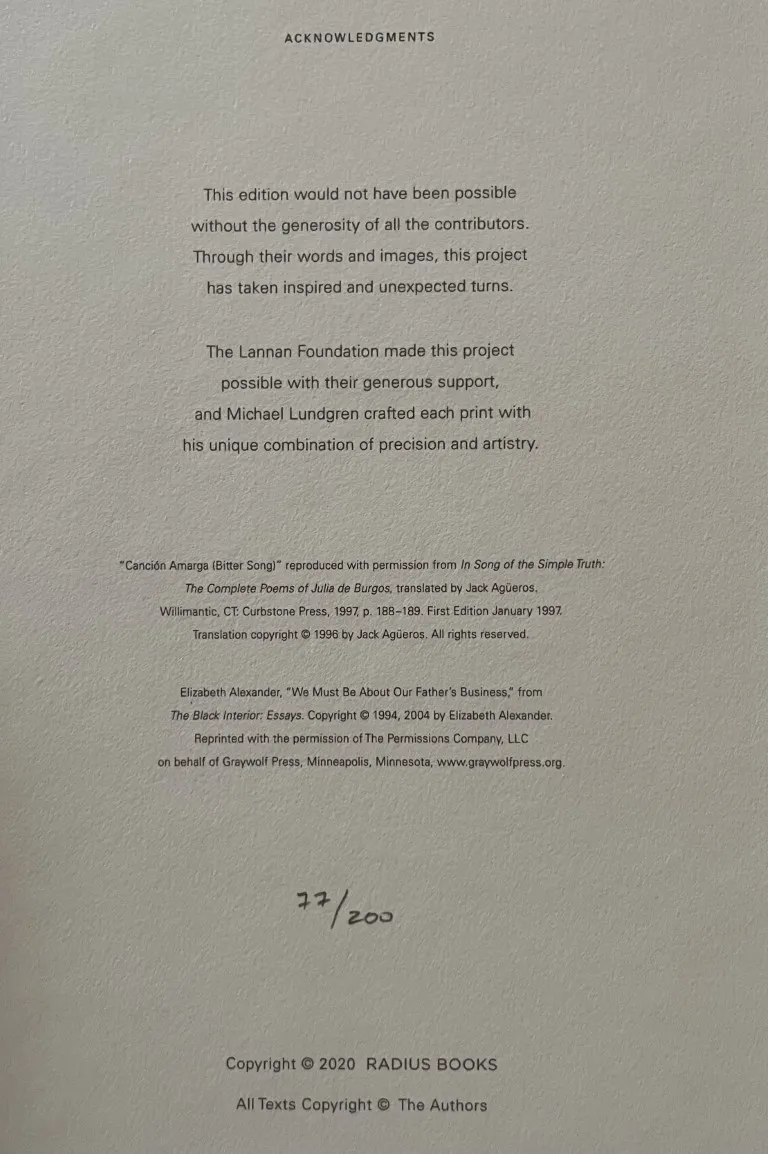 ACKNOWLEDGMENTS
This edition would not have been possible
without the generosity of all the contributors.
Through their words and images, this project
has taken inspired and unexpected turns.
The Lannan Foundation made this project
possible with their generous support,
and Michael Lundgren crafted each print with
his unique combination of precision and artistry.
"Canción Amarga (Bitter Song)" reproduced with permission from In Song of the Simple Truth:
The Complete Poems of Julia de Burgos, translated by Jack Agüeros.
Willimantic, CT: Curbstone Press, 1997, p. 188–189. First Edition January 1997.
Translation copyright © 1996 by Jack Agüeros. All rights reserved.
Elizabeth Alexander, "We Must Be About Our Father's Business," from
The Black Interior: Essays. Copyright © 1994, 2004 by Elizabeth Alexander.
Reprinted with the permission of The Permissions Company, LLC
on behalf of Graywolf Press, Minneapolis, Minnesota, www.graywolfpress.org.
77/200
Copyright © 2020 RADIUS BOOKS
All Texts Copyright © The Authors